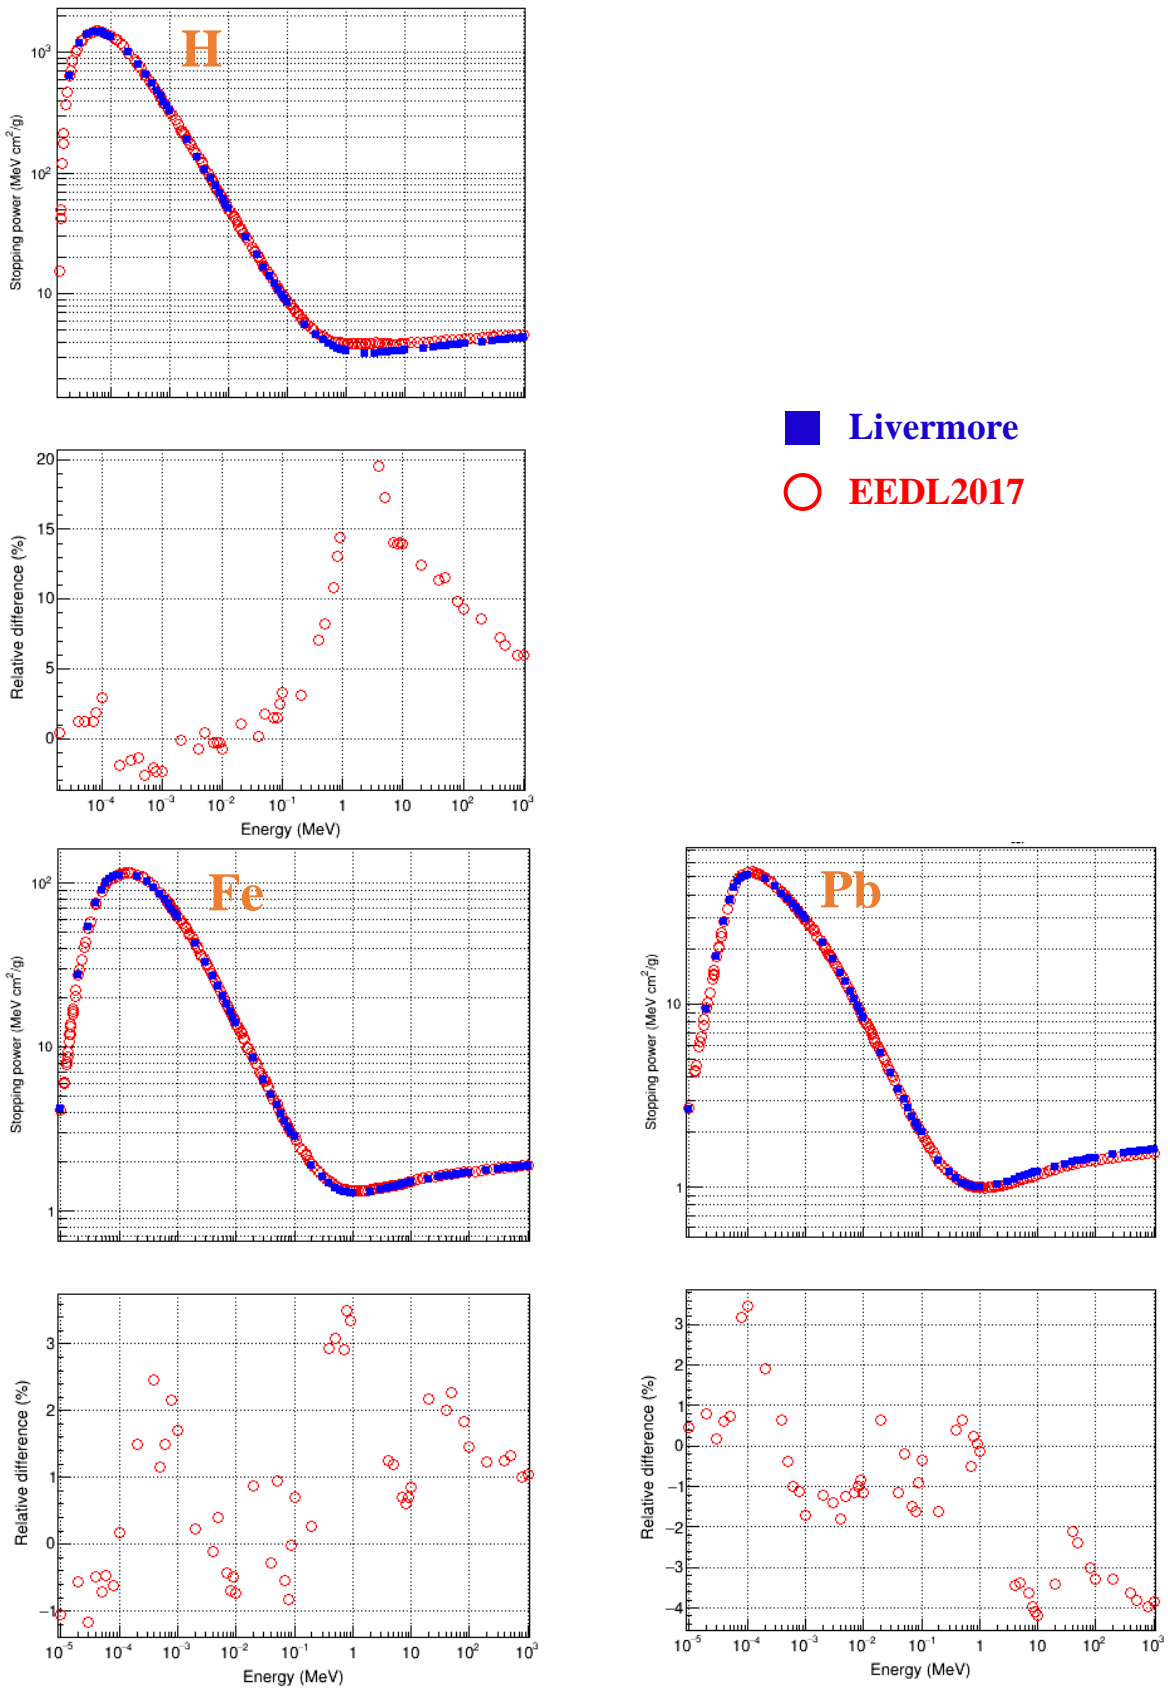 H
10³
10²
10
Stopping power (MeV cm²/g)
Livermore
EEDL2017
20
15
10
5
0
Relative difference (%)
10⁻⁴ 10⁻³ 10⁻² 10⁻¹ 1 10 10² 10³
Energy (MeV)
Fe
10²
10
1
Stopping power (MeV cm²/g)
Pb
10
1
Stopping power (MeV cm²/g)
3
2
1
0
−1
Relative difference (%)
10⁻⁵ 10⁻⁴ 10⁻³ 10⁻² 10⁻¹ 1 10 10² 10³
Energy (MeV)
3
2
1
0
−1
−2
−3
−4
Relative difference (%)
10⁻⁵ 10⁻⁴ 10⁻³ 10⁻² 10⁻¹ 1 10 10² 10³
Energy (MeV)